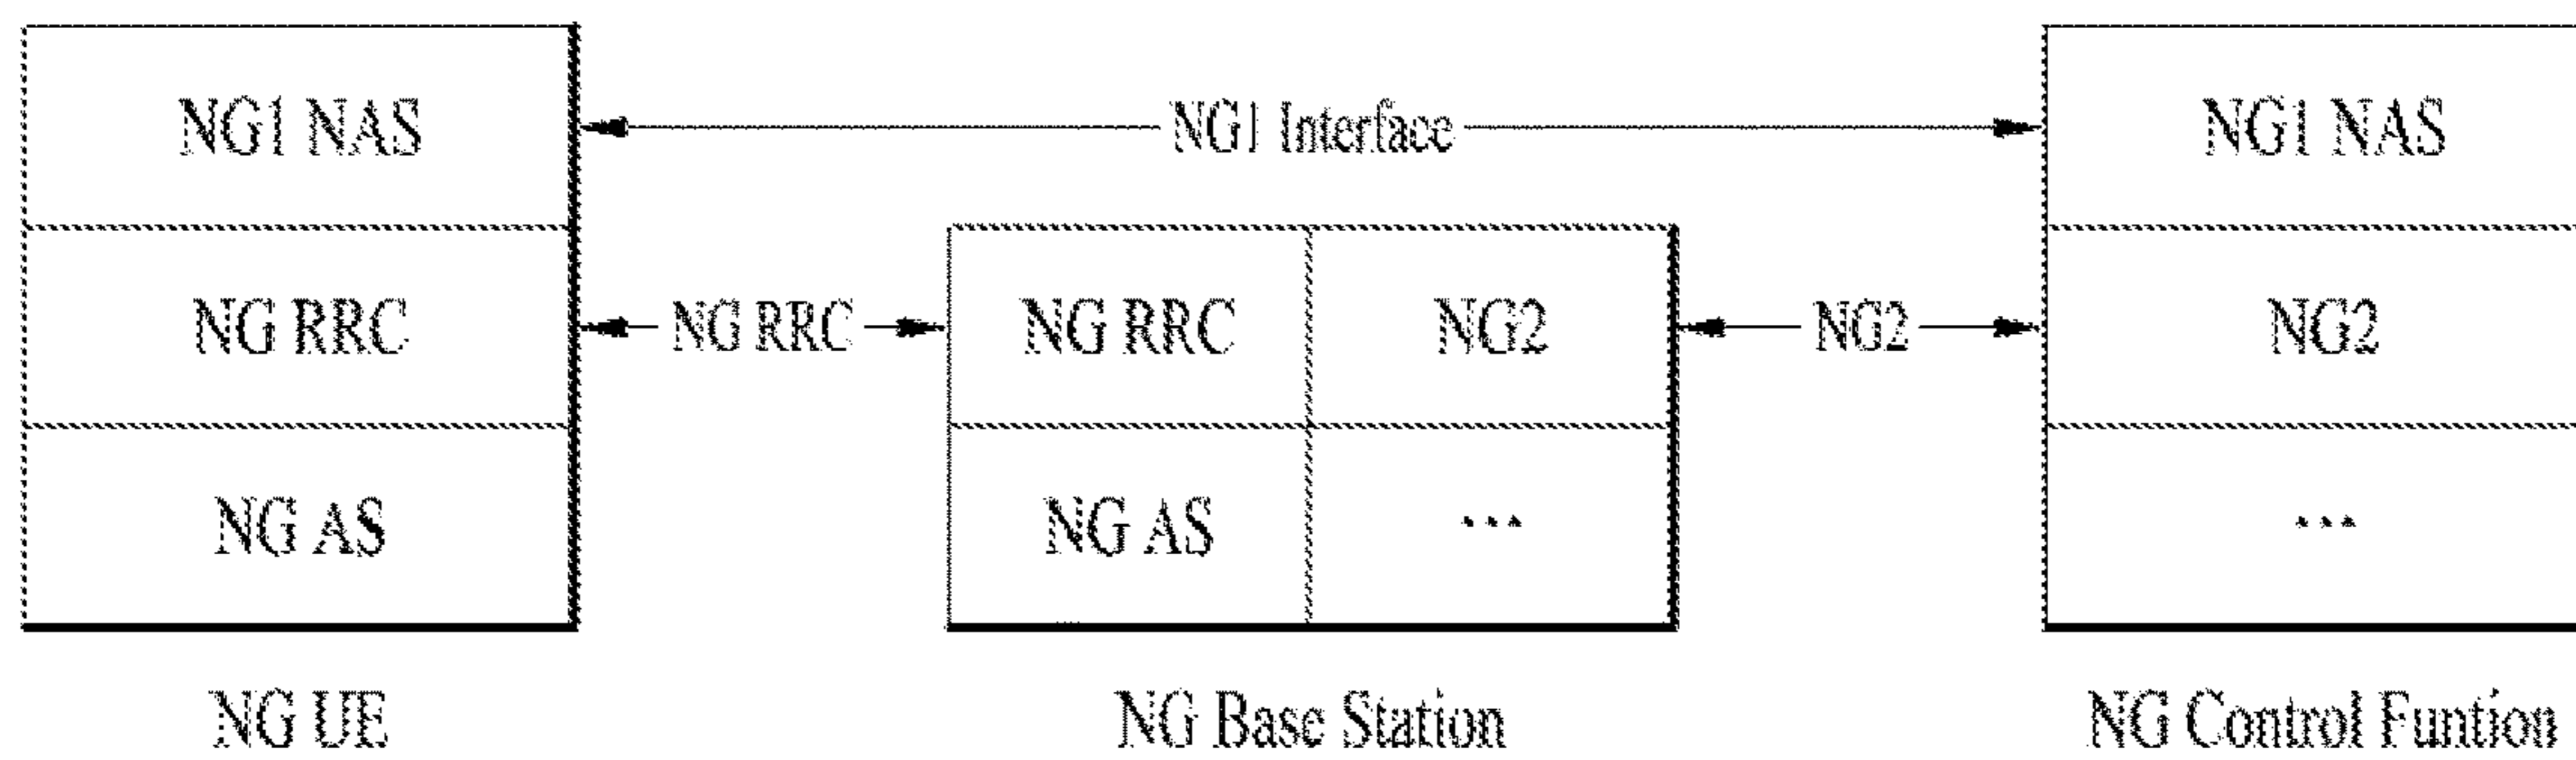 NG1 NAS
NG1 Interface
NG1 NAS
NG RRC
NG RRC
NG RRC
NG2
NG2
NG2
NG AS
NG AS
...
...
NG UE
NG Base Station
NG Control Funtion